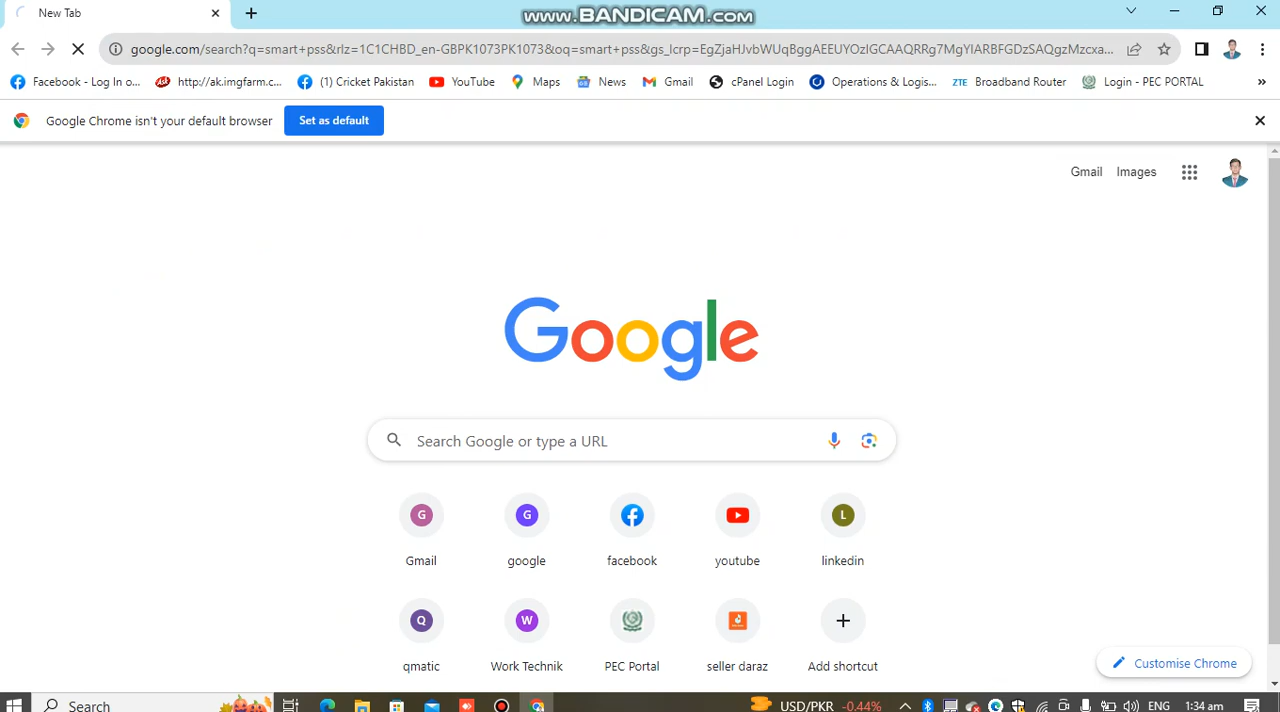 New Tab
WWW.BANDICAM.COM
google.com/search?q=smart+pss&rlz=1C1CHBD_en-GBPK1073PK1073&oq=smart+pss&gs_lcrp=EgZjaHJvbWUqBggAEEUYOzIGCAAQRRg7MgYIARBFGDzSAQgzMzcxa...
Facebook - Log In o... http://ak.imgfarm.c... (1) Cricket Pakistan YouTube Maps News Gmail cPanel Login Operations & Logis... ZTE Broadband Router Login - PEC PORTAL »
Google Chrome isn't your default browser Set as default
Gmail Images
Google
Search Google or type a URL
G G L
Gmail google facebook youtube linkedin
Q W
qmatic Work Technik PEC Portal seller daraz Add shortcut
Customise Chrome
Search USD/PKR -0.44% ENG 1:34 am